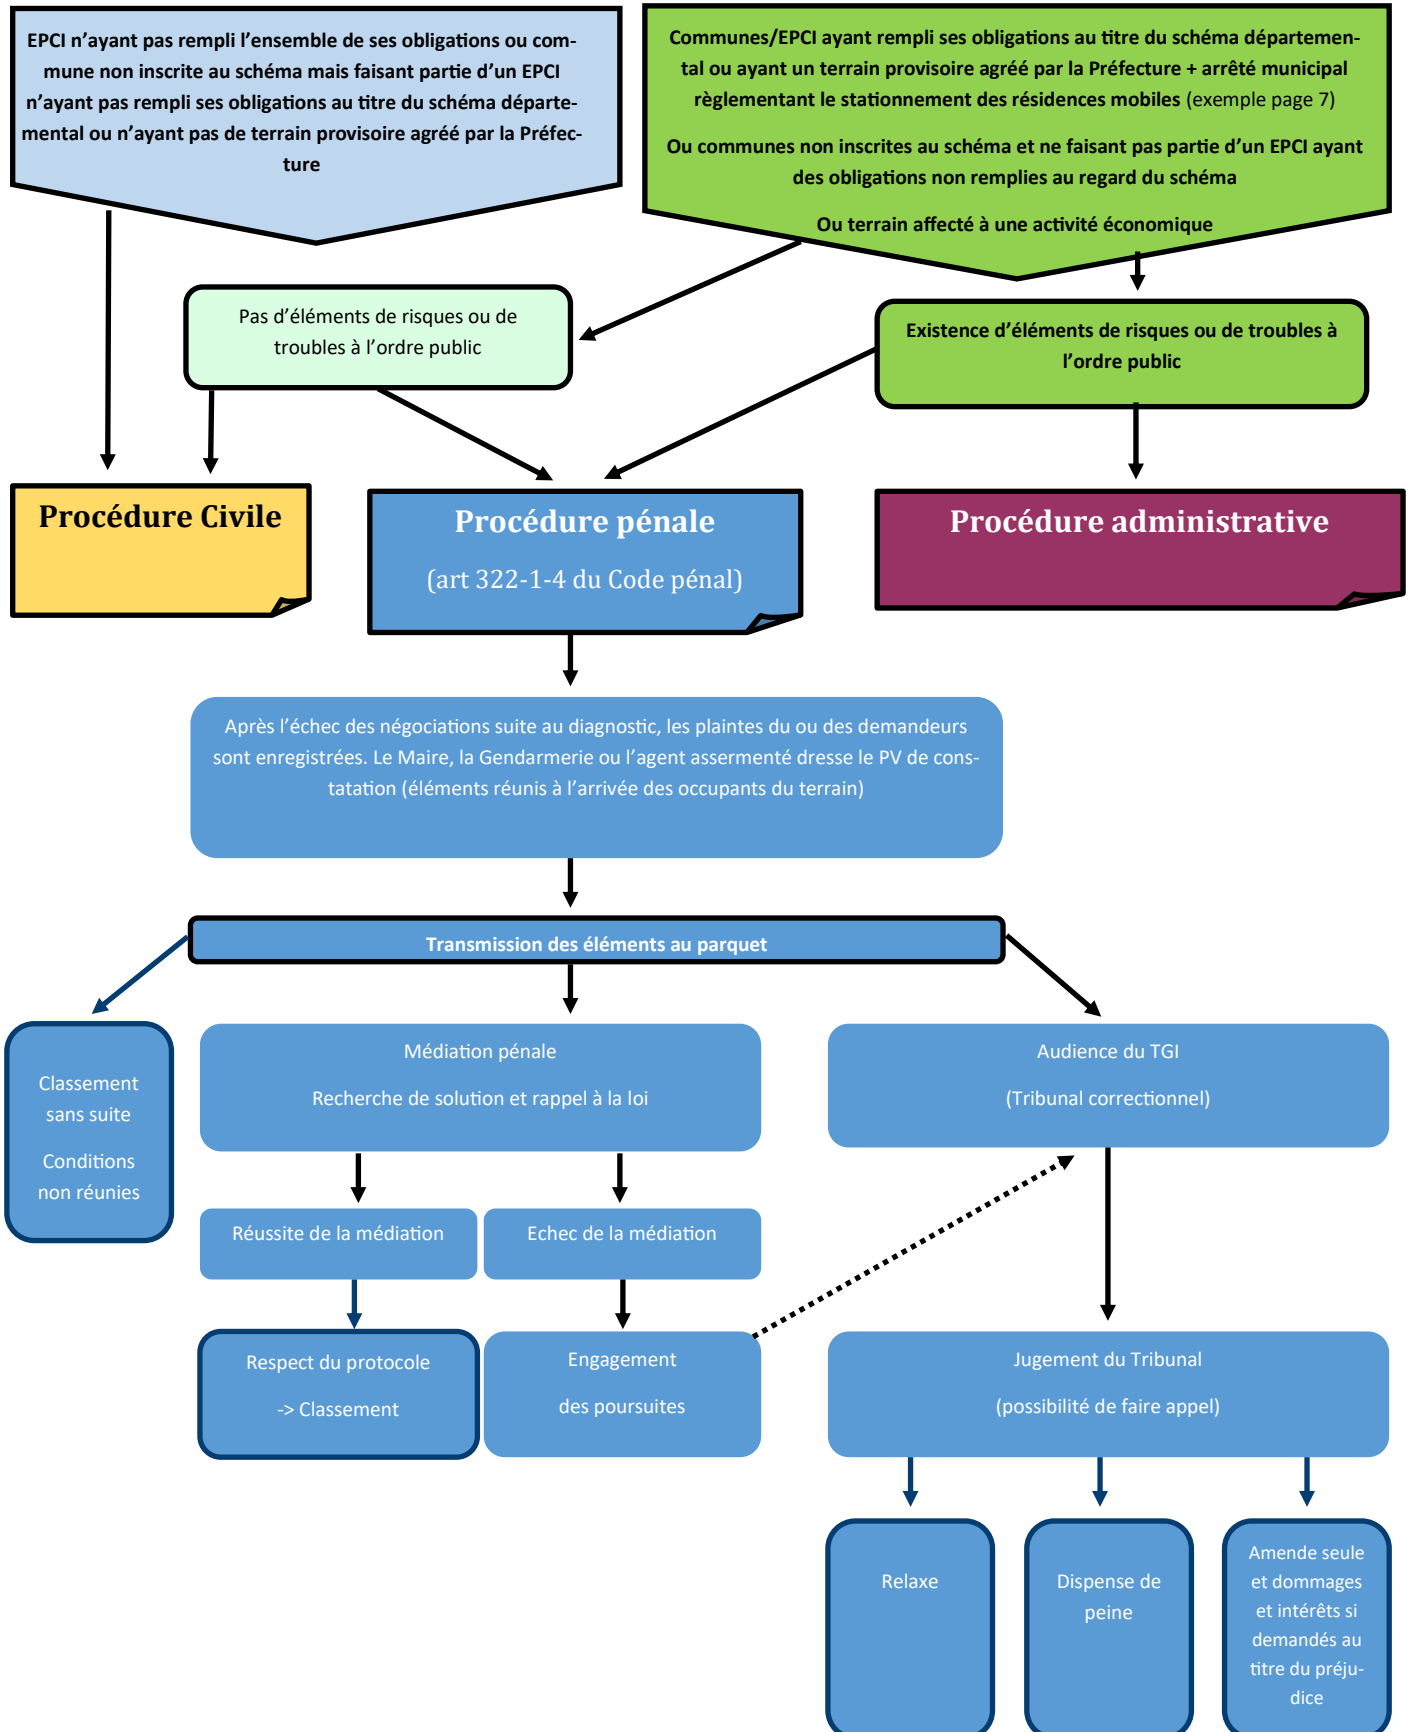 EPCI n'ayant pas rempli l'ensemble de ses obligations ou com-
mune non inscrite au schéma mais faisant partie d'un EPCI
n'ayant pas rempli ses obligations au titre du schéma départe-
mental ou n'ayant pas de terrain provisoire agréé par la Préfec-
ture
Communes/EPCI ayant rempli ses obligations au titre du schéma départemen-
tal ou ayant un terrain provisoire agréé par la Préfecture + arrêté municipal
règlementant le stationnement des résidences mobiles (exemple page 7)
Ou communes non inscrites au schéma et ne faisant pas partie d'un EPCI ayant
des obligations non remplies au regard du schéma
Ou terrain affecté à une activité économique
Pas d'éléments de risques ou de
troubles à l'ordre public
Existence d'éléments de risques ou de troubles à
l'ordre public
Procédure Civile
Procédure pénale
(art 322-1-4 du Code pénal)
Procédure administrative
Après l'échec des négociations suite au diagnostic, les plaintes du ou des demandeurs
sont enregistrées. Le Maire, la Gendarmerie ou l'agent assermenté dresse le PV de cons-
tatation (éléments réunis à l'arrivée des occupants du terrain)
Transmission des éléments au parquet
Classement
sans suite
Conditions
non réunies
Médiation pénale
Recherche de solution et rappel à la loi
Audience du TGI
(Tribunal correctionnel)
Réussite de la médiation
Echec de la médiation
Respect du protocole
-> Classement
Engagement
des poursuites
Jugement du Tribunal
(possibilité de faire appel)
Relaxe
Dispense de
peine
Amende seule
et dommages
et intérêts si
demandés au
titre du préju-
dice